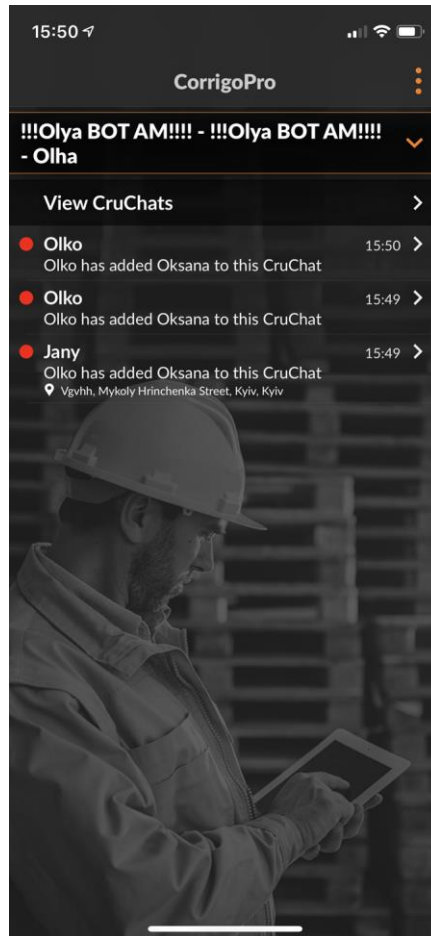 15:50
CorrigoPro
!!!Olya BOT AM!!!! - !!!Olya BOT AM!!!!
- Olha
View CruChats
Olko 15:50
Olko has added Oksana to this CruChat
Olko 15:49
Olko has added Oksana to this CruChat
Jany 15:49
Olko has added Oksana to this CruChat
Vgvhh, Mykoly Hrinchenka Street, Kyiv, Kyiv